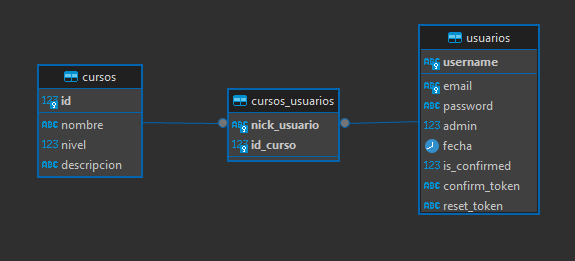 cursos
123 id
ABC nombre
123 nivel
ABC descripcion
cursos_usuarios
ABC nick_usuario
123 id_curso
usuarios
ABC username
ABC email
ABC password
123 admin
fecha
123 is_confirmed
ABC confirm_token
ABC reset_token